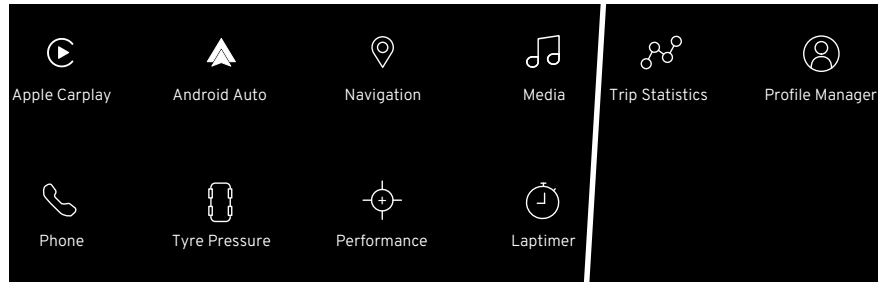 Apple Carplay
Android Auto
Navigation
Media
Trip Statistics
Profile Manager
Phone
Tyre Pressure
Performance
Laptimer